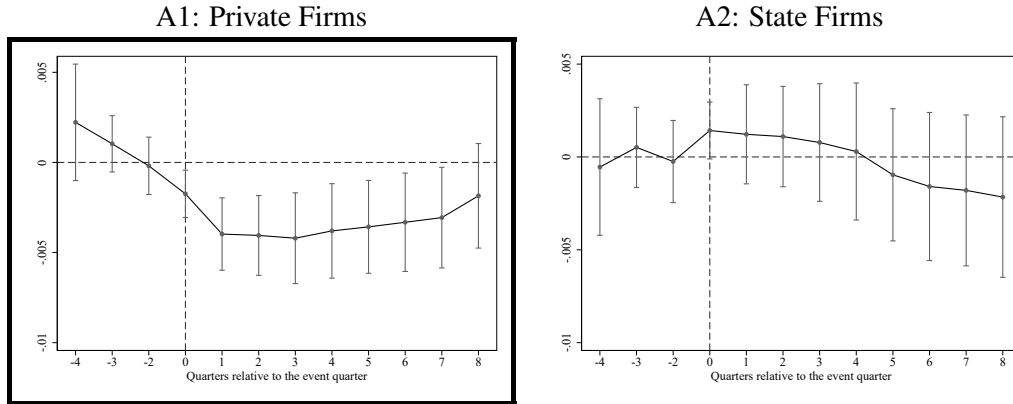 A1: Private Firms
A2: State Firms
.005
0
-.005
-.01
-4 -3 -2 0 1 2 3 4 5 6 7 8
Quarters relative to the event quarter
.005
0
-.005
-.01
-4 -3 -2 0 1 2 3 4 5 6 7 8
Quarters relative to the event quarter